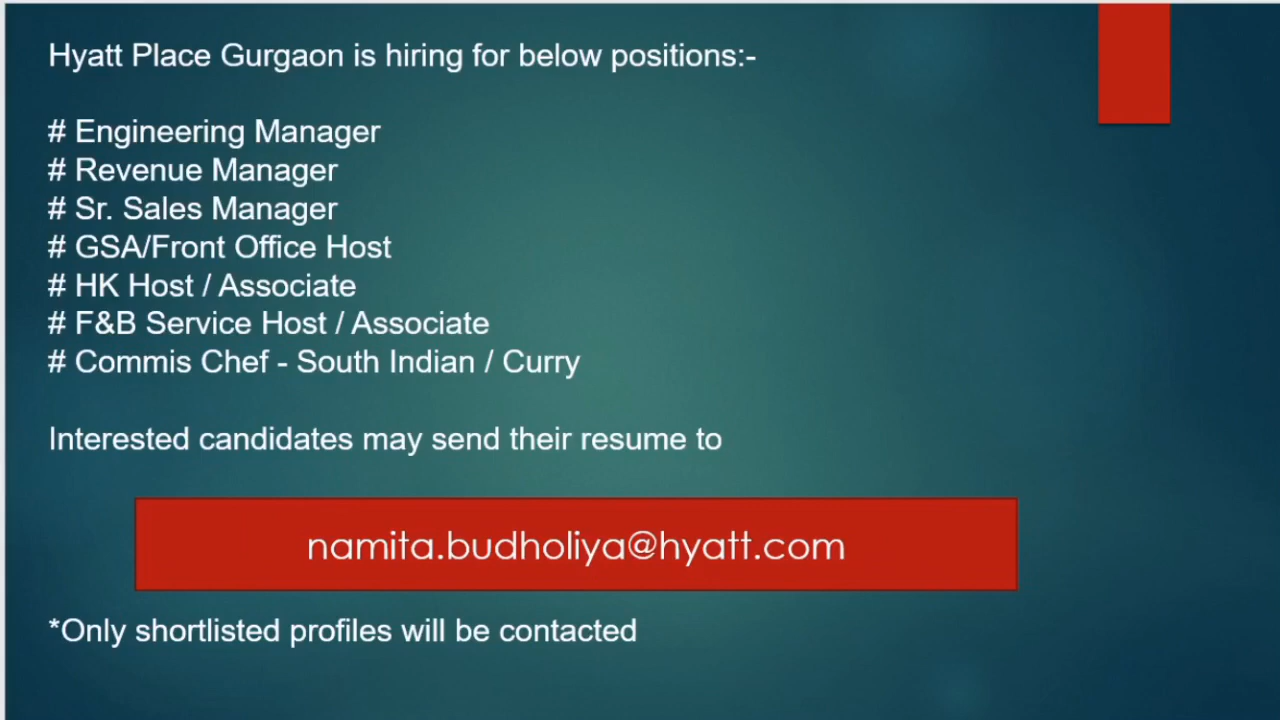 Hyatt Place Gurgaon is hiring for below positions:-
# Engineering Manager
# Revenue Manager
# Sr. Sales Manager
# GSA/Front Office Host
# HK Host / Associate
# F&B Service Host / Associate
# Commis Chef - South Indian / Curry
Interested candidates may send their resume to
namita.budholiya@hyatt.com
*Only shortlisted profiles will be contacted